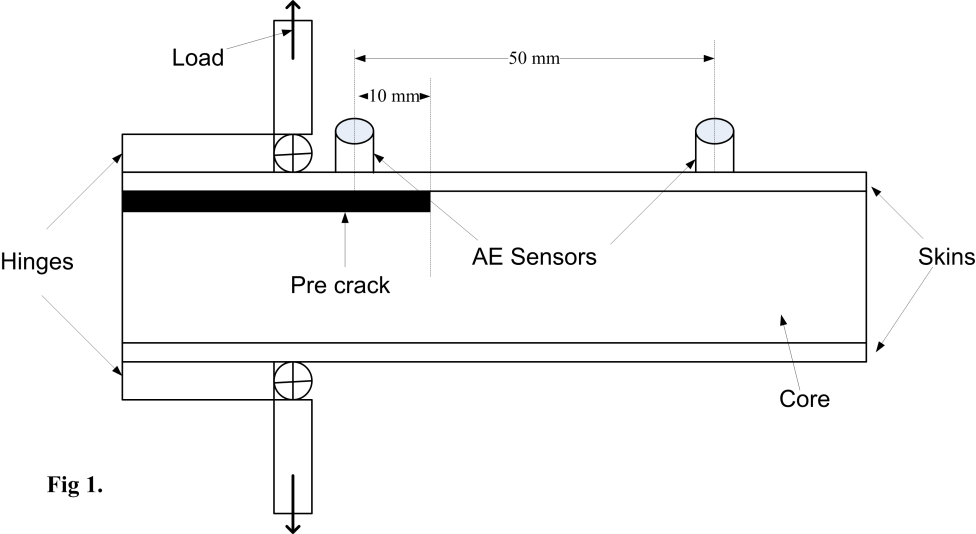 Load
50 mm
10 mm
Hinges
AE Sensors
Skins
Pre crack
Core
Fig 1.